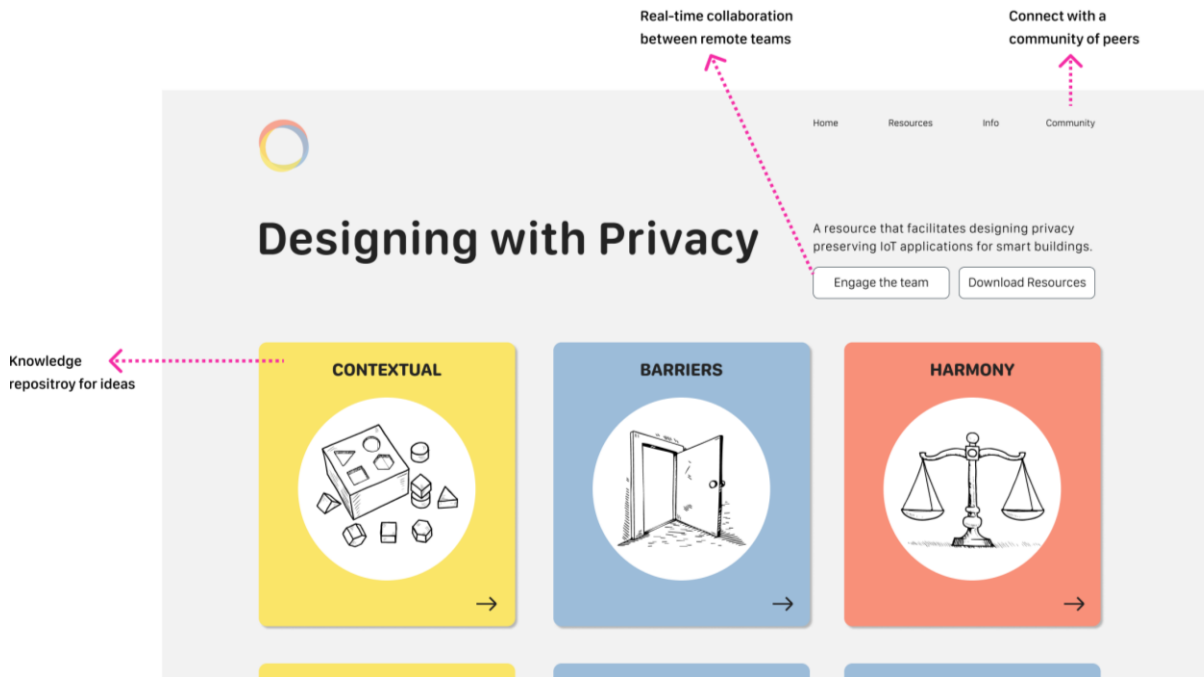 Real-time collaboration
between remote teams
Connect with a
community of peers
Home Resources Info Community
Designing with Privacy
A resource that facilitates designing privacy
preserving IoT applications for smart buildings.
Engage the team Download Resources
Knowledge
repositroy for ideas
CONTEXTUAL BARRIERS HARMONY